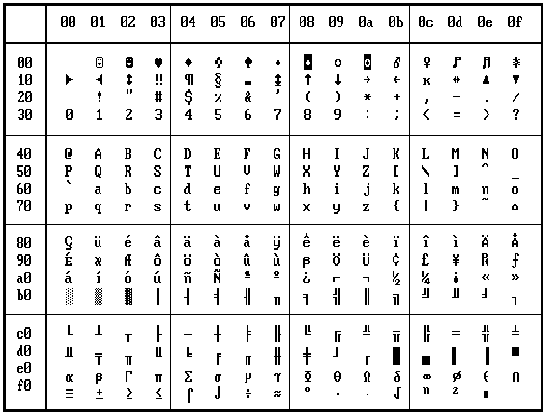 00 01 02 03 04 05 06 07 08 09 0a 0b 0c 0d 0e 0f
00 ☺ ☻ ♥ ♦ ♣ ♠ • ◘ ○ ◙ ♂ ♀ ♪ ♫ ☼
10 ► ◄ ↕ ‼ ¶ § ▬ ↨ ↑ ↓ → ← ▲ ▼
20 ! " # $ % & ' ( ) * + , - . /
30 0 1 2 3 4 5 6 7 8 9 : ; < = > ?
40 @ A B C D E F G H I J K L M N O
50 P Q R S T U V W X Y Z [ \ ] ^ _
60 ` a b c d e f g h i j k l m n o
70 p q r s t u v w x y z { | } ~ ⌂
80 Ç ü é â ä à å ç ê ë è ï î ì Ä Å
90 É æ Æ ô ö ò û ù ÿ Ö Ü ¢ £ ¥ ₧ ƒ
a0 á í ó ú ñ Ñ ª º ¿ ⌐ ¬ ½ ¼ ¡ « »
b0 ░ ▒ ▓ │ ┤ ╡ ╢ ╖ ╕ ╣ ║ ╗ ╝ ╜ ╛ ┐
c0 └ ┴ ┬ ├ ─ ┼ ╞ ╟ ╚ ╔ ╩ ╦ ╠ ═ ╬ ╧
d0 ╨ ╤ ╥ ╙ ╘ ╒ ╓ ╫ ╪ ┘ ┌ █ ▄ ▌ ▐ ▀
e0 α β Γ π Σ σ μ τ Φ θ Ω δ ∞ ø ε ∩
f0 ≡ ± ≥ ≤ ⌠ ⌡ ÷ ≈ ° · · √ ⁿ ² ■